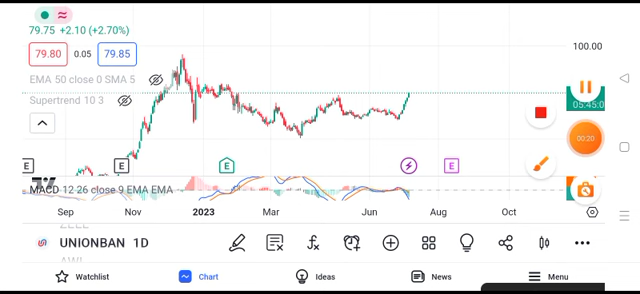 79.75 +2.10 (+2.70%)
79.80 0.05 79.85
100.00
EMA 50 close 0 SMA 5
Supertrend 10 3
05:45:0
00:20
E E E E
MACD 12 26 close 9 EMA EMA
Sep Nov 2023 Mar Jun Aug Oct
UNIONBAN 1D
Watchlist Chart Ideas News Menu